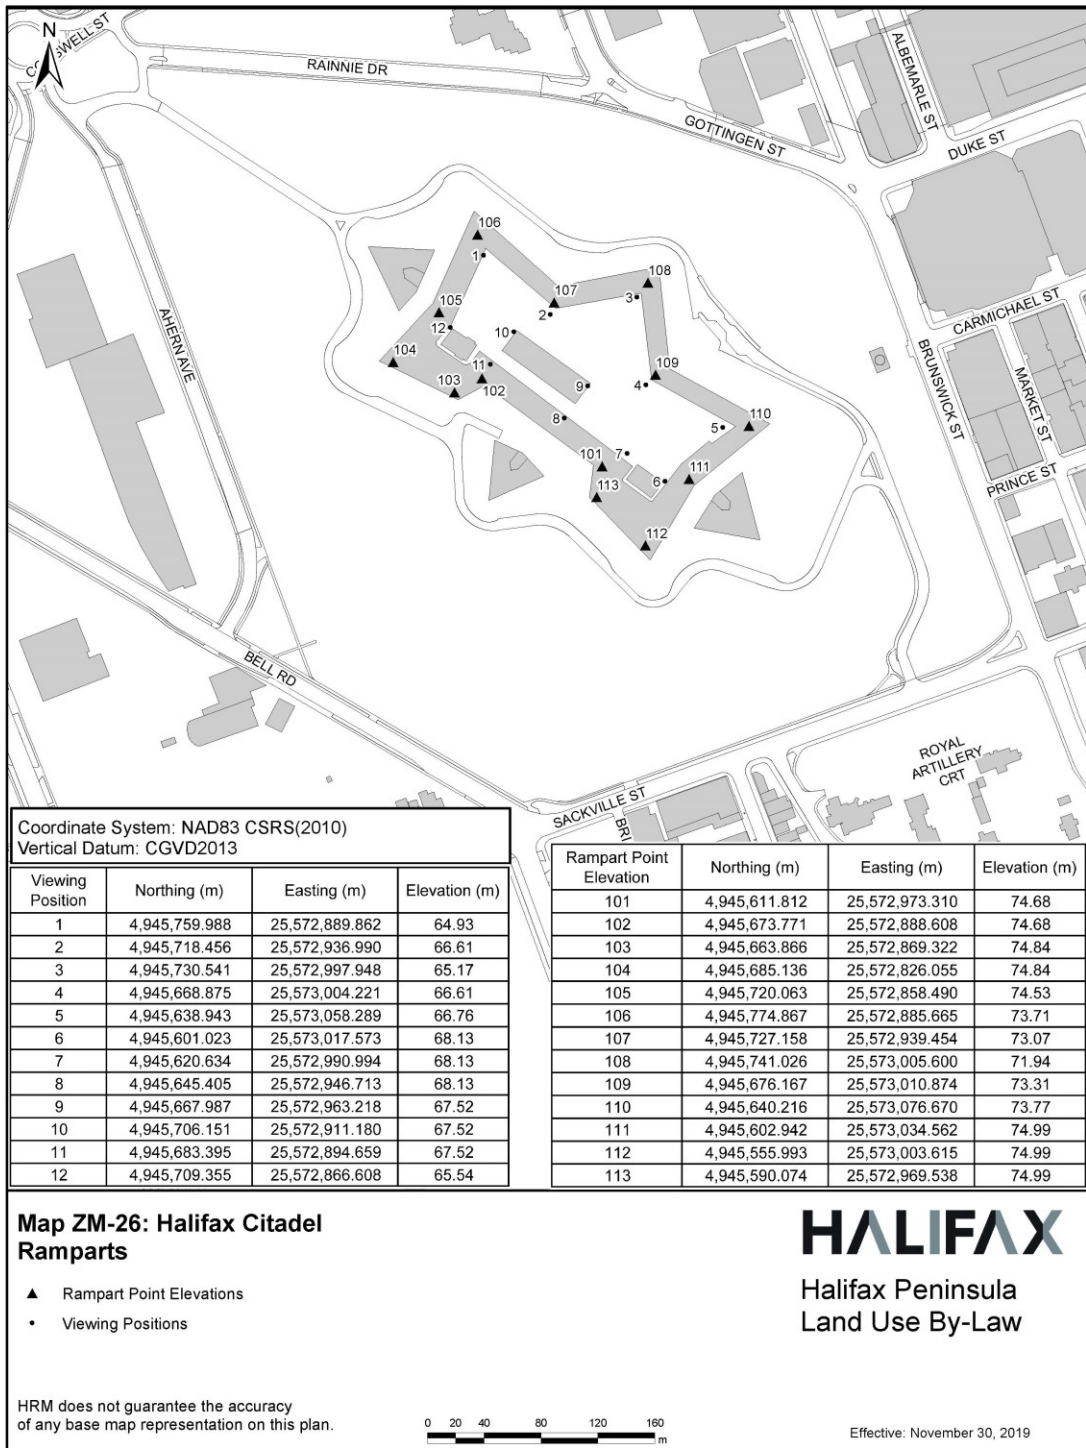 COGSWELL ST
N
RAINNIE DR
ALBEMARLE ST
GOTTINGEN ST
DUKE ST
AHERN AVE
CARMICHAEL ST
BRUNSWICK ST
MARKET ST
PRINCE ST
BELL RD
SACKVILLE ST
BRI
ROYAL
ARTILLERY
CRT
106
1
108
107
3
105
2
12
10
104
11
109
103
102
9
4
8
110
5
101
7
111
6
113
112
Coordinate System: NAD83 CSRS(2010)
Vertical Datum: CGVD2013
Viewing Position Northing (m) Easting (m) Elevation (m)
1 4,945,759.988 25,572,889.862 64.93
2 4,945,718.456 25,572,936.990 66.61
3 4,945,730.541 25,572,997.948 65.17
4 4,945,668.875 25,573,004.221 66.61
5 4,945,638.943 25,573,058.289 66.76
6 4,945,601.023 25,573,017.573 68.13
7 4,945,620.634 25,572,990.994 68.13
8 4,945,645.405 25,572,946.713 68.13
9 4,945,667.987 25,572,963.218 67.52
10 4,945,706.151 25,572,911.180 67.52
11 4,945,683.395 25,572,894.659 67.52
12 4,945,709.355 25,572,866.608 65.54
Rampart Point Elevation Northing (m) Easting (m) Elevation (m)
101 4,945,611.812 25,572,973.310 74.68
102 4,945,673.771 25,572,888.608 74.68
103 4,945,663.866 25,572,869.322 74.84
104 4,945,685.136 25,572,826.055 74.84
105 4,945,720.063 25,572,858.490 74.53
106 4,945,774.867 25,572,885.665 73.71
107 4,945,727.158 25,572,939.454 73.07
108 4,945,741.026 25,573,005.600 71.94
109 4,945,676.167 25,573,010.874 73.31
110 4,945,640.216 25,573,076.670 73.77
111 4,945,602.942 25,573,034.562 74.99
112 4,945,555.993 25,573,003.615 74.99
113 4,945,590.074 25,572,969.538 74.99
Map ZM-26: Halifax Citadel
Ramparts
Rampart Point Elevations
Viewing Positions
HALIFAX
Halifax Peninsula
Land Use By-Law
HRM does not guarantee the accuracy
of any base map representation on this plan.
0 20 40 80 120 160
m
Effective: November 30, 2019